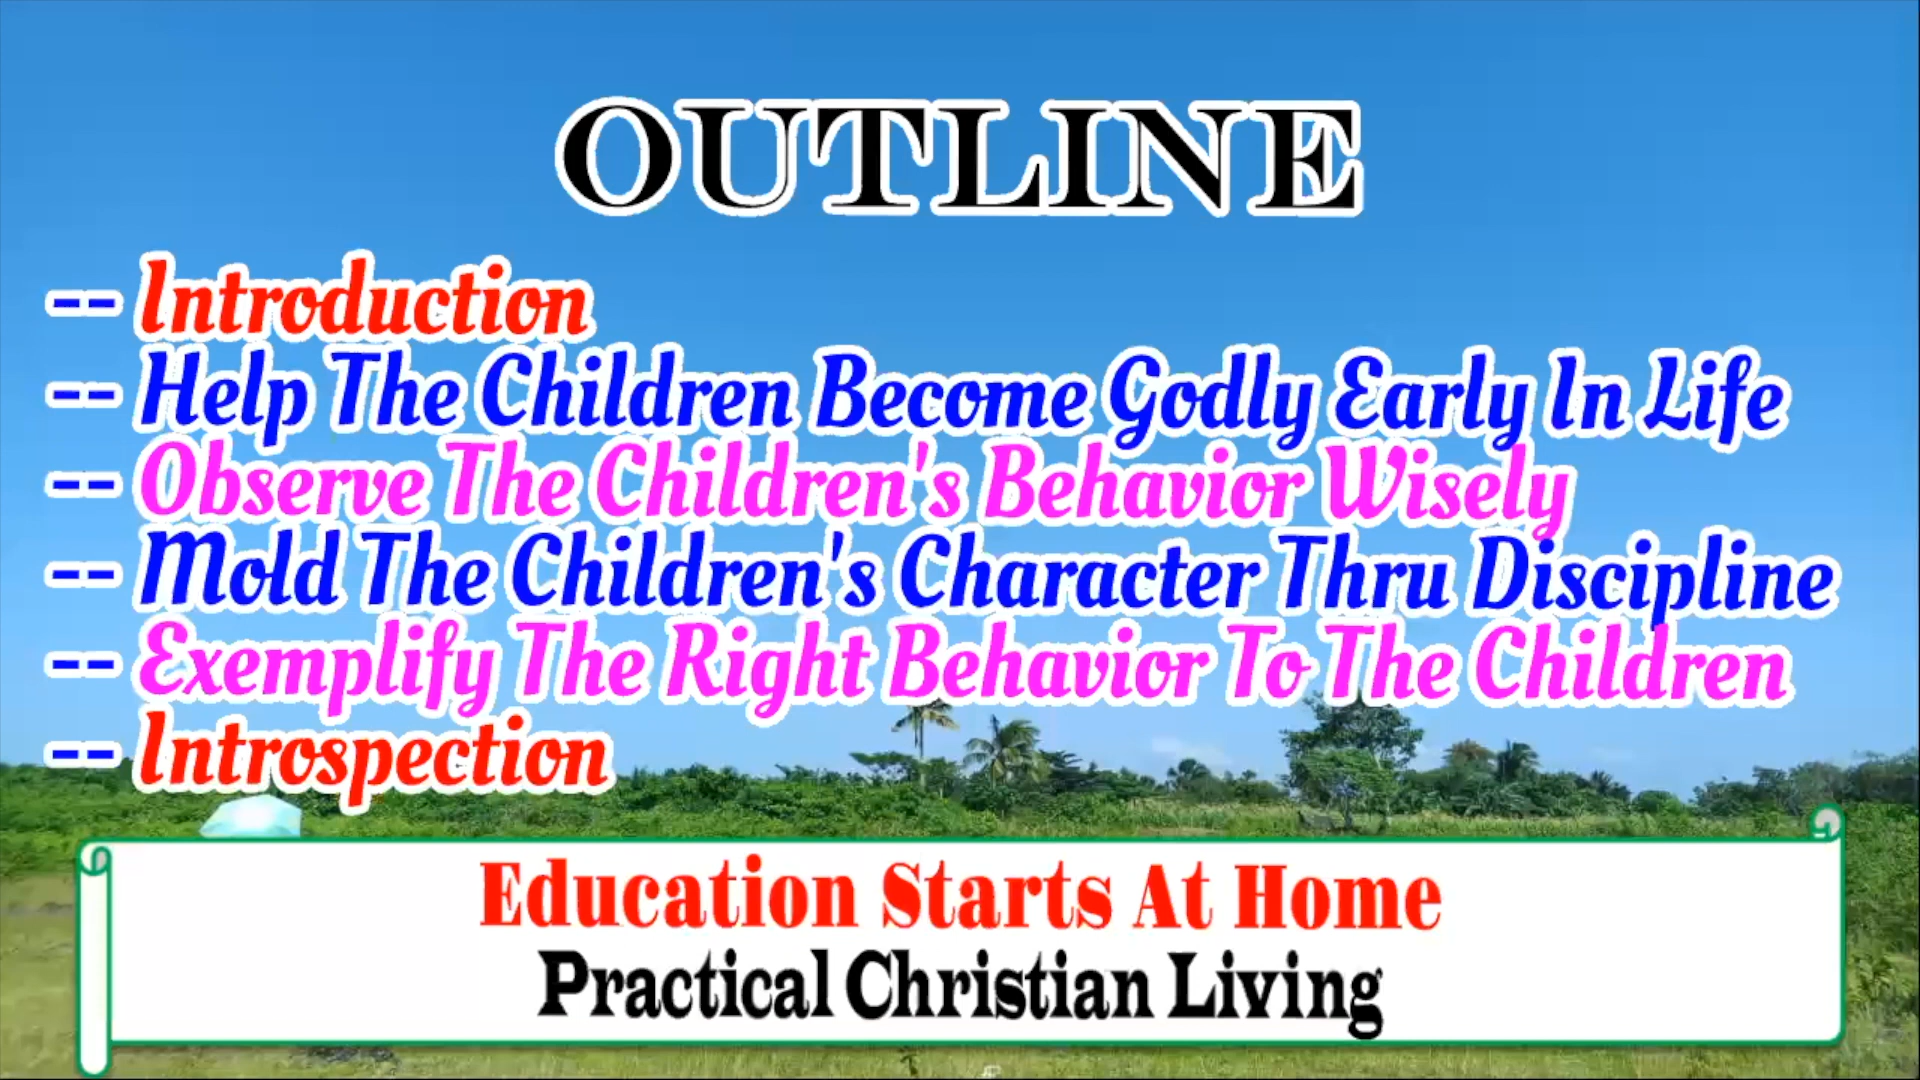 OUTLINE
-- Introduction
-- Help The Children Become Godly Early In Life
-- Observe The Children's Behavior Wisely
-- Mold The Children's Character Thru Discipline
-- Exemplify The Right Behavior To The Children
-- Introspection
Education Starts At Home
Practical Christian Living